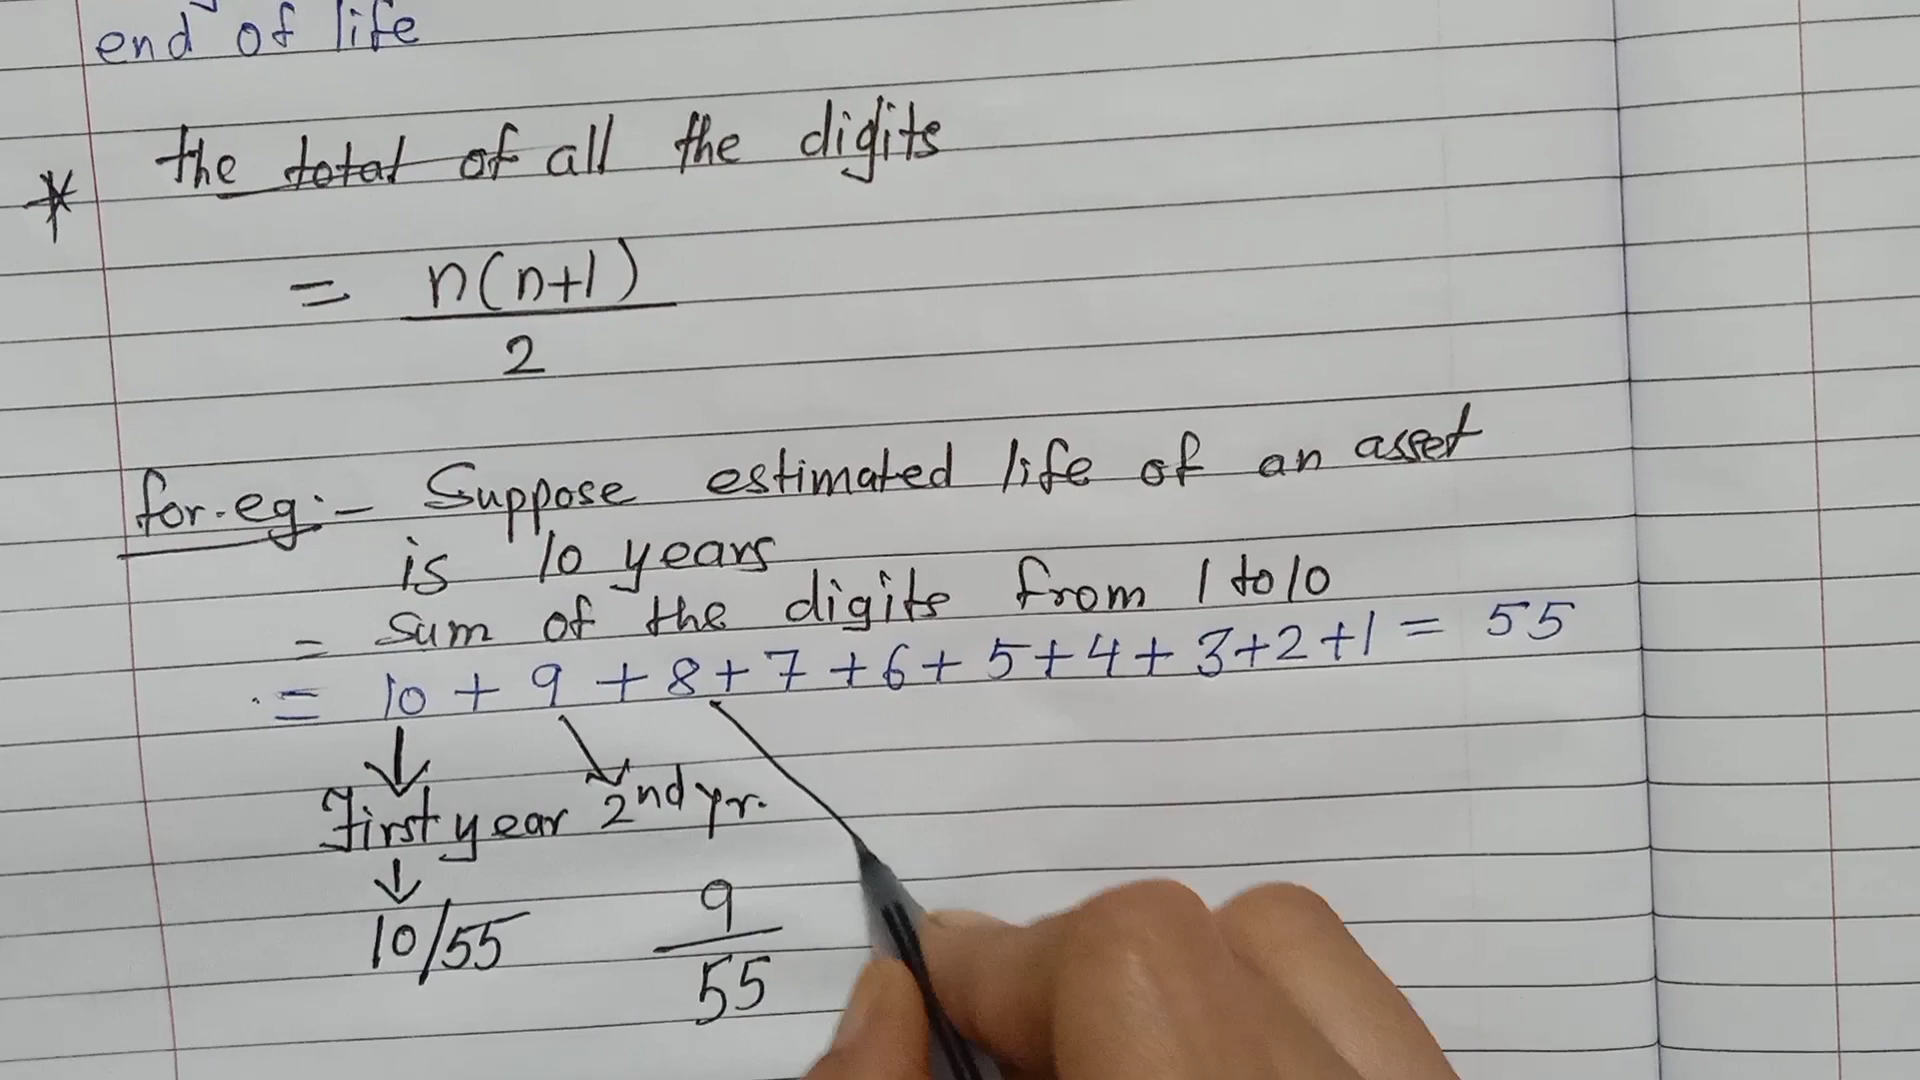 end of life
* the total of all the digits
= n(n+1)
2
for.eg:- Suppose estimated life of an asset
is 10 years
= sum of the digits from 1 to 10
= 10 + 9 + 8 + 7 + 6 + 5 + 4 + 3 + 2 + 1 = 55
First year 2nd yr.
10/55 9
55